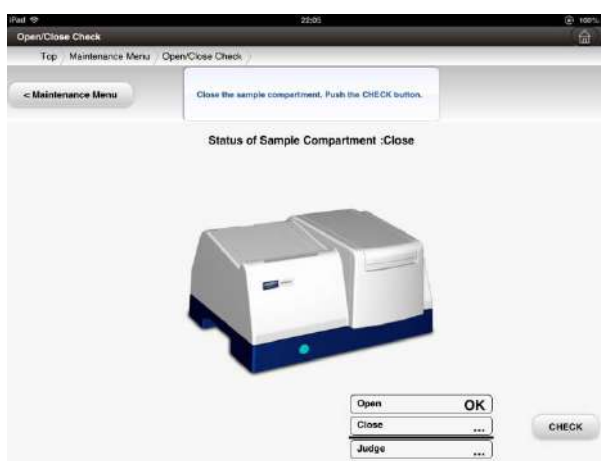 iPad
22:05
100%
Open/Close Check
Top
Maintenance Menu
Open/Close Check
< Maintenance Menu
Close the sample compartment. Push the CHECK button.
Status of Sample Compartment :Close
Open OK
Close ...
Judge ...
CHECK